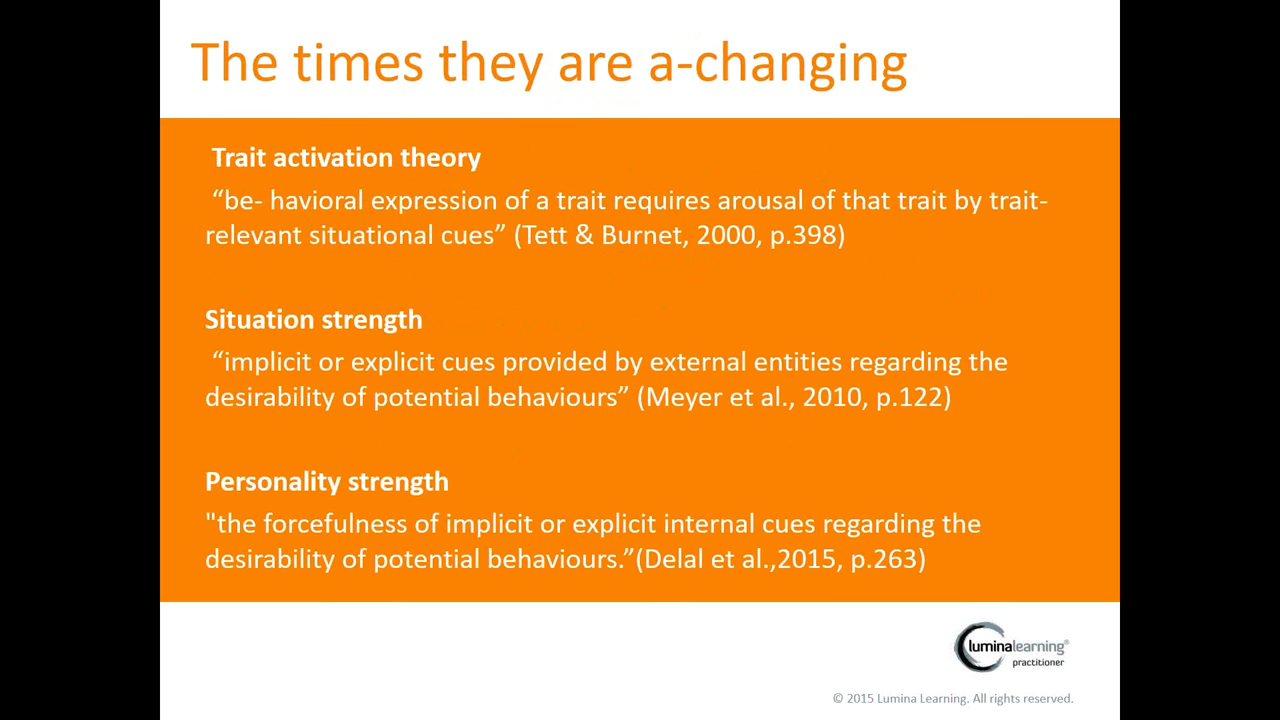 The times they are a-changing
Trait activation theory
“be- havioral expression of a trait requires arousal of that trait by trait-
relevant situational cues” (Tett & Burnet, 2000, p.398)
Situation strength
“implicit or explicit cues provided by external entities regarding the
desirability of potential behaviours” (Meyer et al., 2010, p.122)
Personality strength
"the forcefulness of implicit or explicit internal cues regarding the
desirability of potential behaviours.”(Delal et al.,2015, p.263)
luminalearning®
practitioner
© 2015 Lumina Learning. All rights reserved.